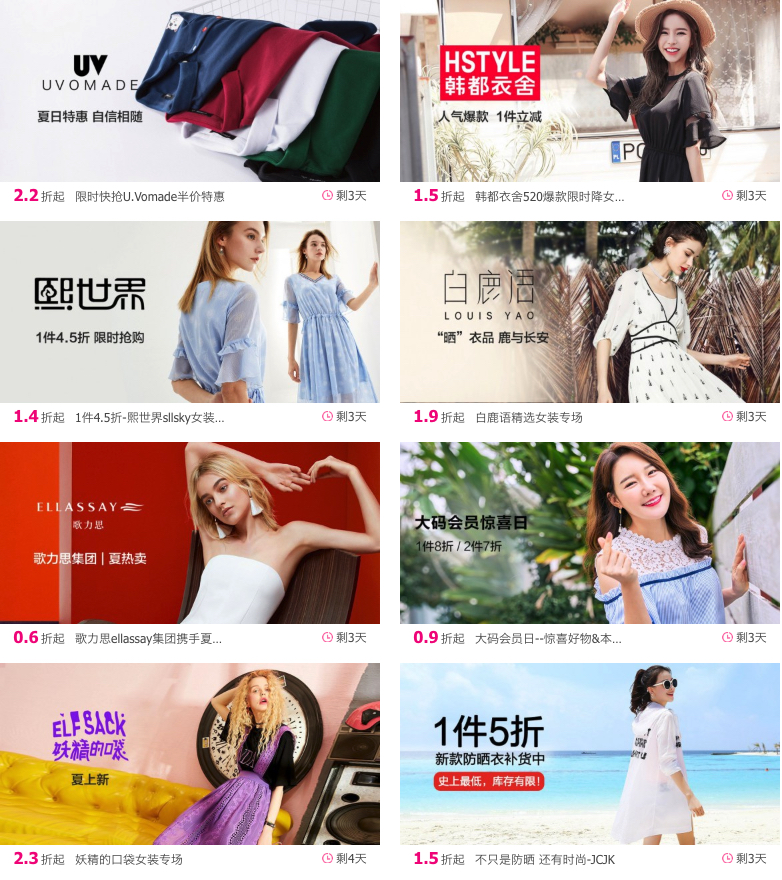 UV
UVOMADE
夏日特惠 自信相随
HSTYLE
韩都衣舍
人气爆款 1件立减
2.2 折起 限时快抢U.Vomade半价特惠 剩3天
1.5 折起 韩都衣舍520爆款限时降女... 剩3天
熙世界
1件4.5折 限时抢购
白鹿语
LOUIS YAO
“晒”衣品 鹿与长安
1.4 折起 1件4.5折-熙世界sllsky女装... 剩3天
1.9 折起 白鹿语精选女装专场 剩3天
ELLASSAY
歌力思
歌力思集团 | 夏热卖
大码会员惊喜日
1件8折 / 2件7折
0.6 折起 歌力思ellassay集团携手夏... 剩3天
0.9 折起 大码会员日--惊喜好物&本... 剩3天
ELF SACK
妖精的口袋
夏上新
1件5折
新款防晒衣补货中
史上最低，库存有限!
2.3 折起 妖精的口袋女装专场 剩4天
1.5 折起 不只是防晒 还有时尚-JCJK 剩3天